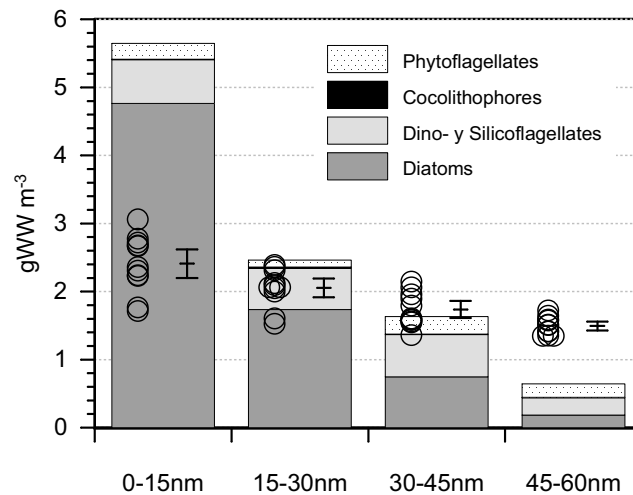 6
5
4
3
2
1
0
gWW m-3
Phytoflagellates
Cocolithophores
Dino- y Silicoflagellates
Diatoms
0-15nm 15-30nm 30-45nm 45-60nm